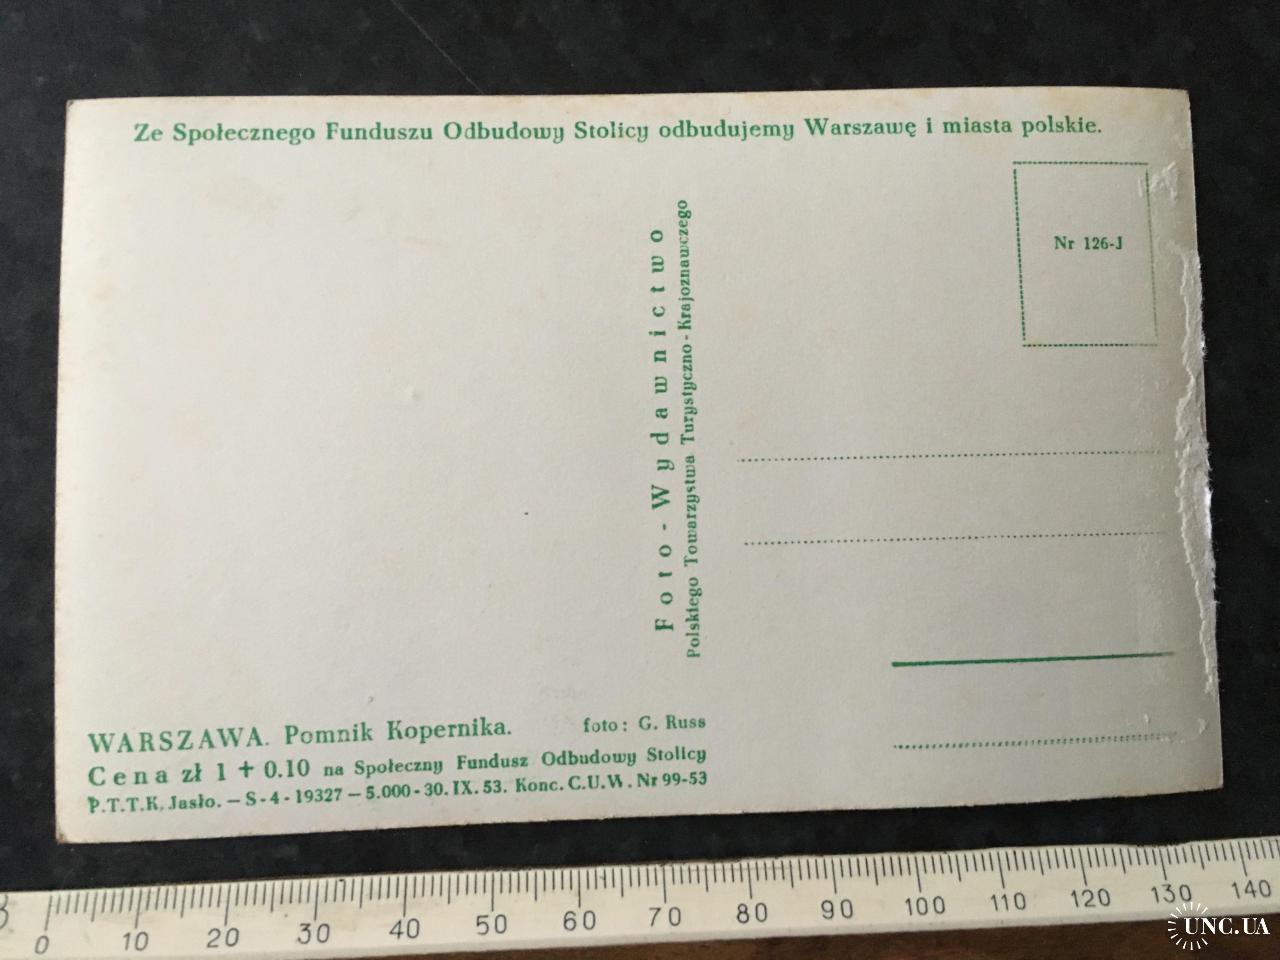 Ze Społecznego Funduszu Odbudowy Stolicy odbudujemy Warszawę i miasta polskie.
Nr 126-J
Foto - Wydawnictwo
Polskiego Towarzystwa Turystyczno - Krajoznawczego
WARSZAWA. Pomnik Kopernika. foto: G. Russ
Cena zł 1 + 0.10 na Społeczny Fundusz Odbudowy Stolicy
P.T.T.K. Jasło. — S - 4 - 19327 — 5.000 - 30. IX. 53. Konc. C.U.W. Nr 99-53
0 10 20 30 40 50 60 70 80 90 100 110 120 130 140
UNC.UA